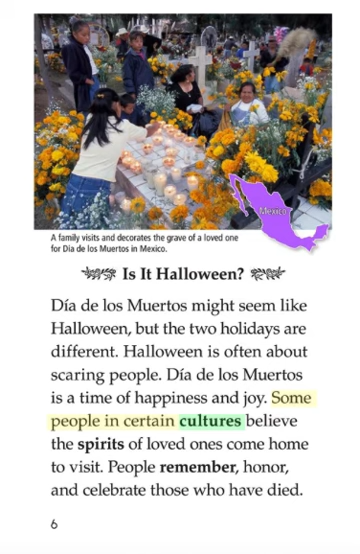 Mexico
A family visits and decorates the grave of a loved one
for Día de los Muertos in Mexico.
Is It Halloween?
Día de los Muertos might seem like
Halloween, but the two holidays are
different. Halloween is often about
scaring people. Día de los Muertos
is a time of happiness and joy. Some
people in certain cultures believe
the spirits of loved ones come home
to visit. People remember, honor,
and celebrate those who have died.
6